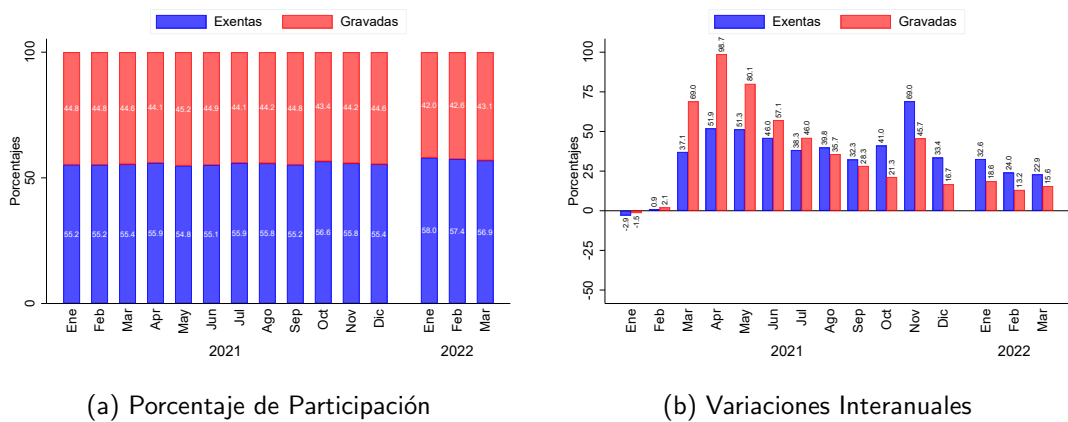 Exentas Gravadas
Porcentajes
100
50
0
44.8 44.8 44.6 44.1 45.2 44.9 44.1 44.2 44.8 43.4 44.2 44.6 42.0 42.6 43.1
55.2 55.2 55.4 55.9 54.8 55.1 55.9 55.8 55.2 56.6 55.8 55.4 58.0 57.4 56.9
Ene Feb Mar Apr May Jun Jul Ago Sep Oct Nov Dic Ene Feb Mar
2021 2022
(a) Porcentaje de Participación
Exentas Gravadas
Porcentajes
100
75
50
25
0
-25
-50
-2.9 -1.5 0.9 2.1 37.1 69.0 51.9 98.7 51.3 80.1 46.0 57.1 38.3 46.0 39.8 35.7 32.3 28.3 41.0 21.3 69.0 45.7 33.4 16.7 32.6 18.6 24.0 13.2 22.9 15.6
Ene Feb Mar Apr May Jun Jul Ago Sep Oct Nov Dic Ene Feb Mar
2021 2022
(b) Variaciones Interanuales